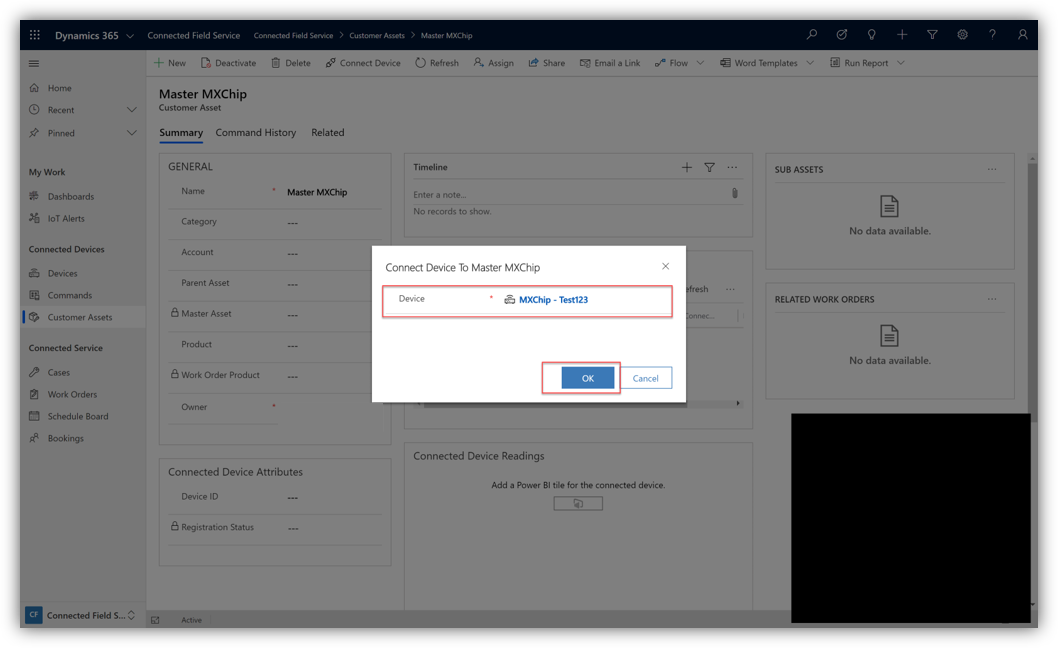 Dynamics 365 Connected Field Service Connected Field Service > Customer Assets > Master MXChip
New Deactivate Delete Connect Device Refresh Assign Share Email a Link Flow Word Templates Run Report
Home
Recent
Pinned
My Work
Dashboards
IoT Alerts
Connected Devices
Devices
Commands
Customer Assets
Connected Service
Cases
Work Orders
Schedule Board
Bookings
CF Connected Field S...
Master MXChip
Customer Asset
Summary Command History Related
GENERAL
Name * Master MXChip
Category ---
Account ---
Parent Asset ---
Master Asset ---
Product ---
Work Order Product ---
Owner *
Connected Device Attributes
Device ID ---
Registration Status ---
Timeline
Enter a note...
No records to show.
efresh ...
Connec...
Connect Device To Master MXChip
Device * MXChip - Test123
OK Cancel
Connected Device Readings
Add a Power BI tile for the connected device.
SUB ASSETS ...
No data available.
RELATED WORK ORDERS ...
No data available.
Active